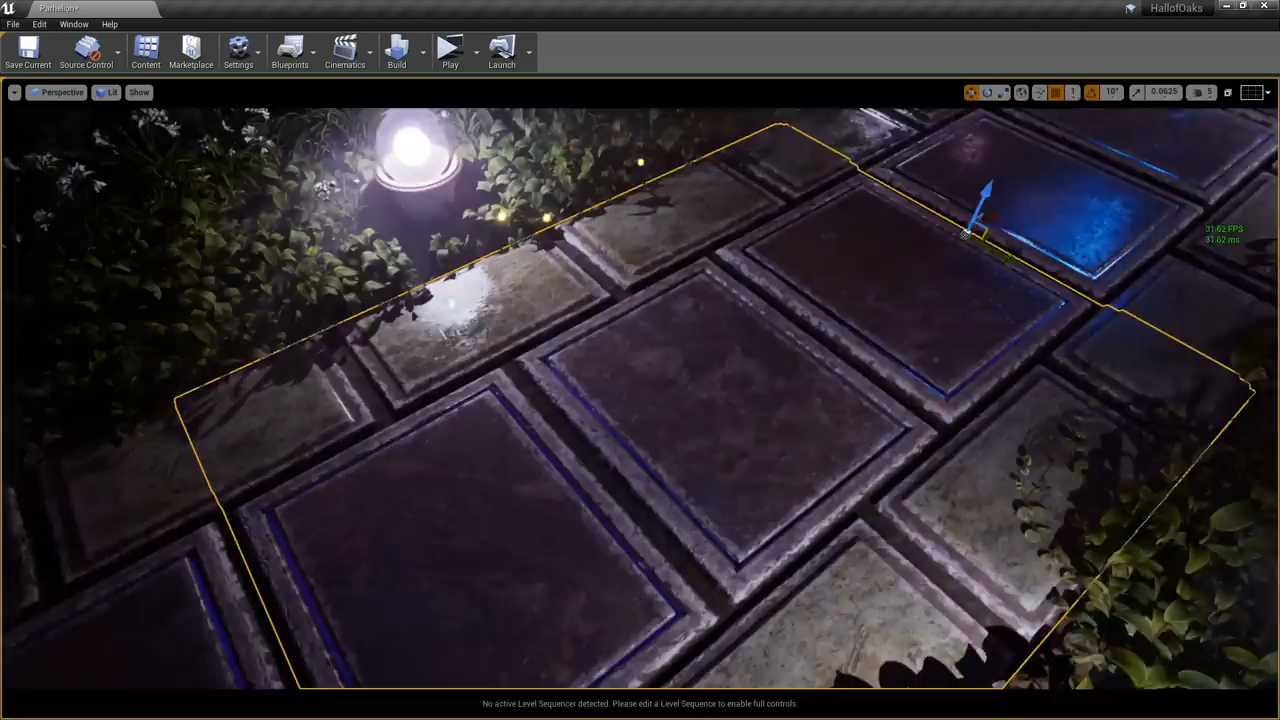 Parhelion*
HallofOaks
File Edit Window Help
Save Current Source Control Content Marketplace Settings Blueprints Cinematics Build Play Launch
Perspective Lit Show
1 10° 0.0625 5
31.62 FPS
31.62 ms
No active Level Sequencer detected. Please edit a Level Sequence to enable full controls.